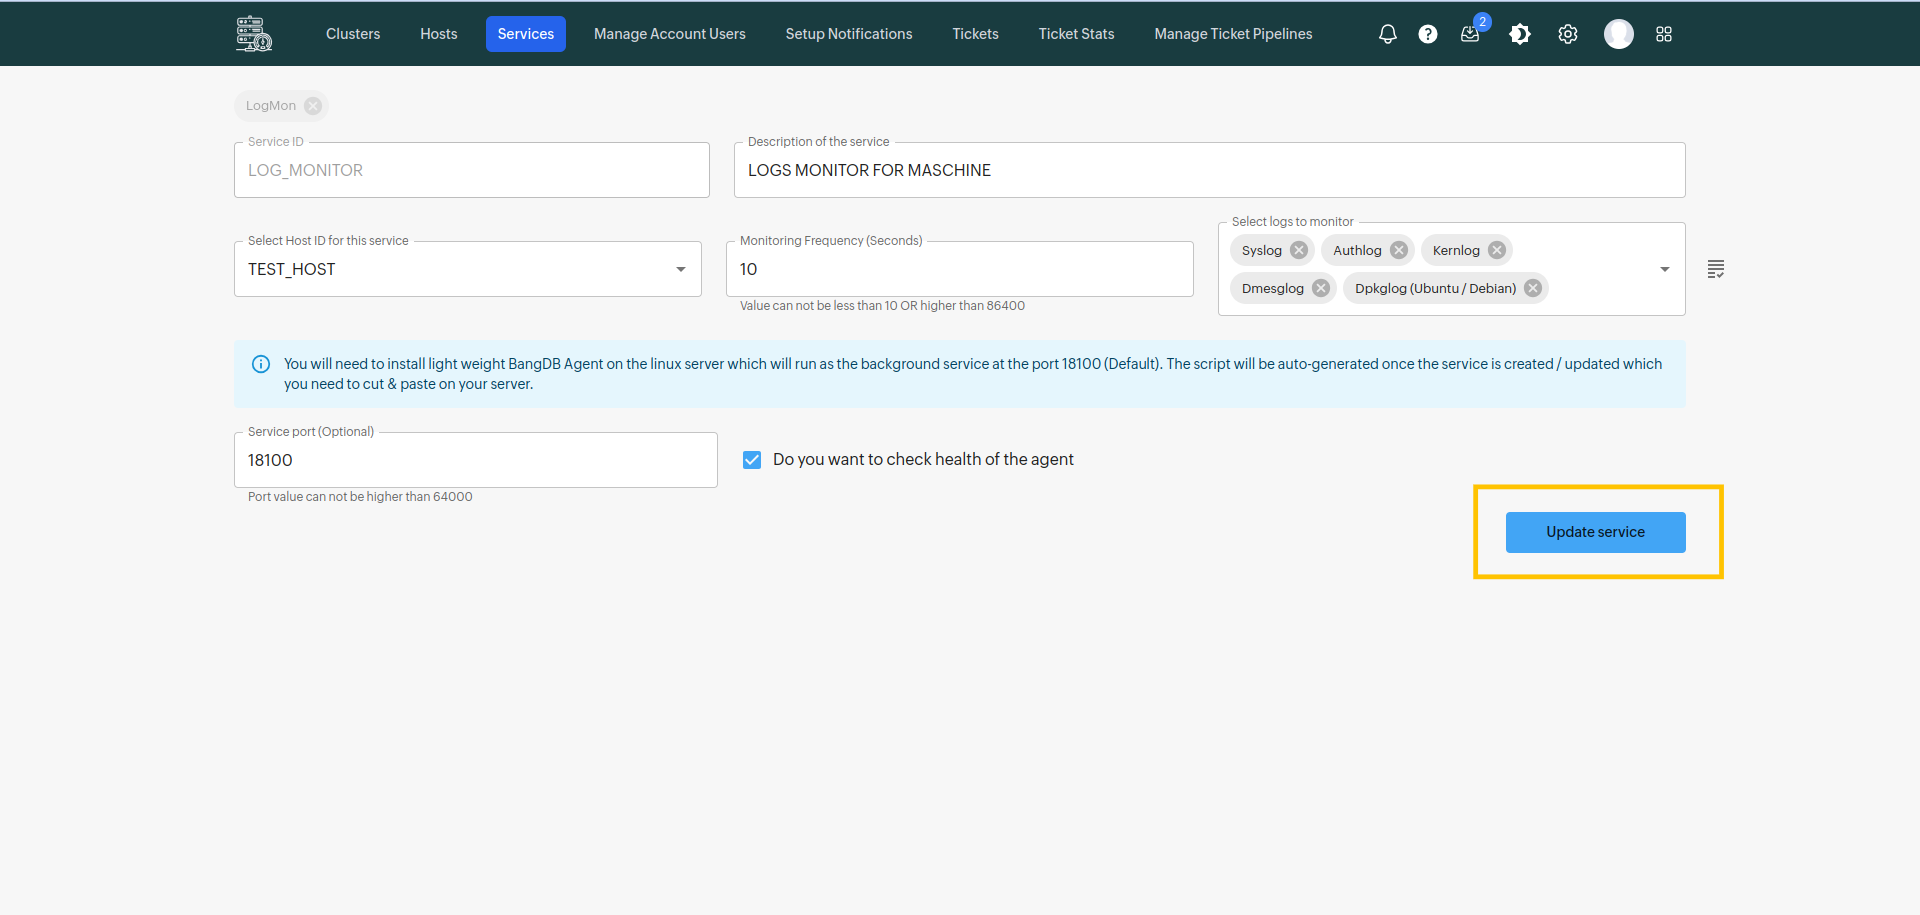 Clusters Hosts Services Manage Account Users Setup Notifications Tickets Ticket Stats Manage Ticket Pipelines 2
LogMon
Service ID
LOG_MONITOR
Description of the service
LOGS MONITOR FOR MASCHINE
Select Host ID for this service
TEST_HOST
Monitoring Frequency (Seconds)
10
Value can not be less than 10 OR higher than 86400
Select logs to monitor
Syslog Authlog Kernlog
Dmesglog Dpkglog (Ubuntu / Debian)
You will need to install light weight BangDB Agent on the linux server which will run as the background service at the port 18100 (Default). The script will be auto-generated once the service is created / updated which
you need to cut & paste on your server.
Service port (Optional)
18100
Port value can not be higher than 64000
Do you want to check health of the agent
Update service